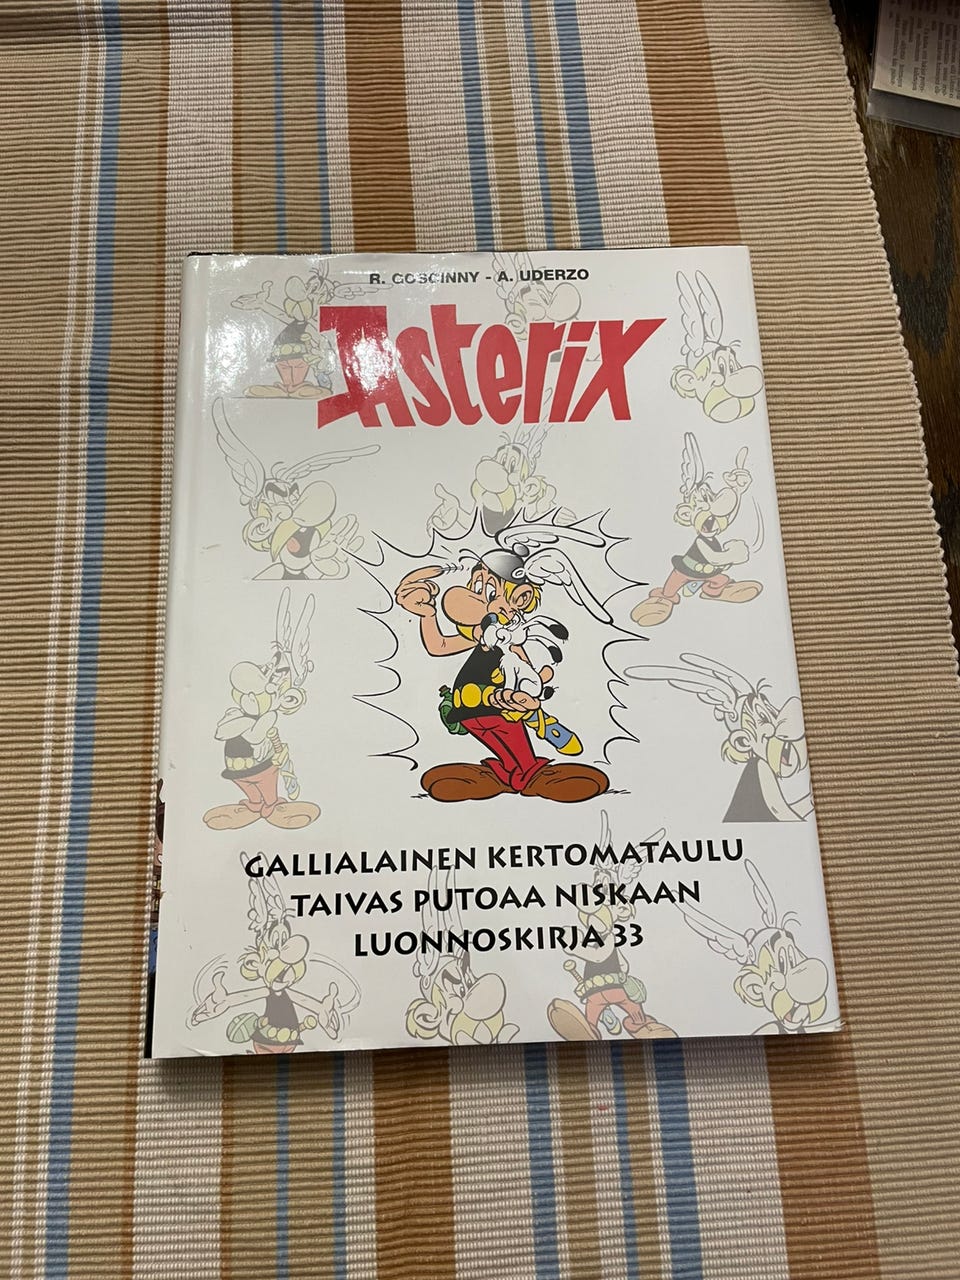 R. GOSCINNY - A. UDERZO
Asterix
GALLIALAINEN KERTOMATAULU
TAIVAS PUTOAA NISKAAN
LUONNOSKIRJA 33